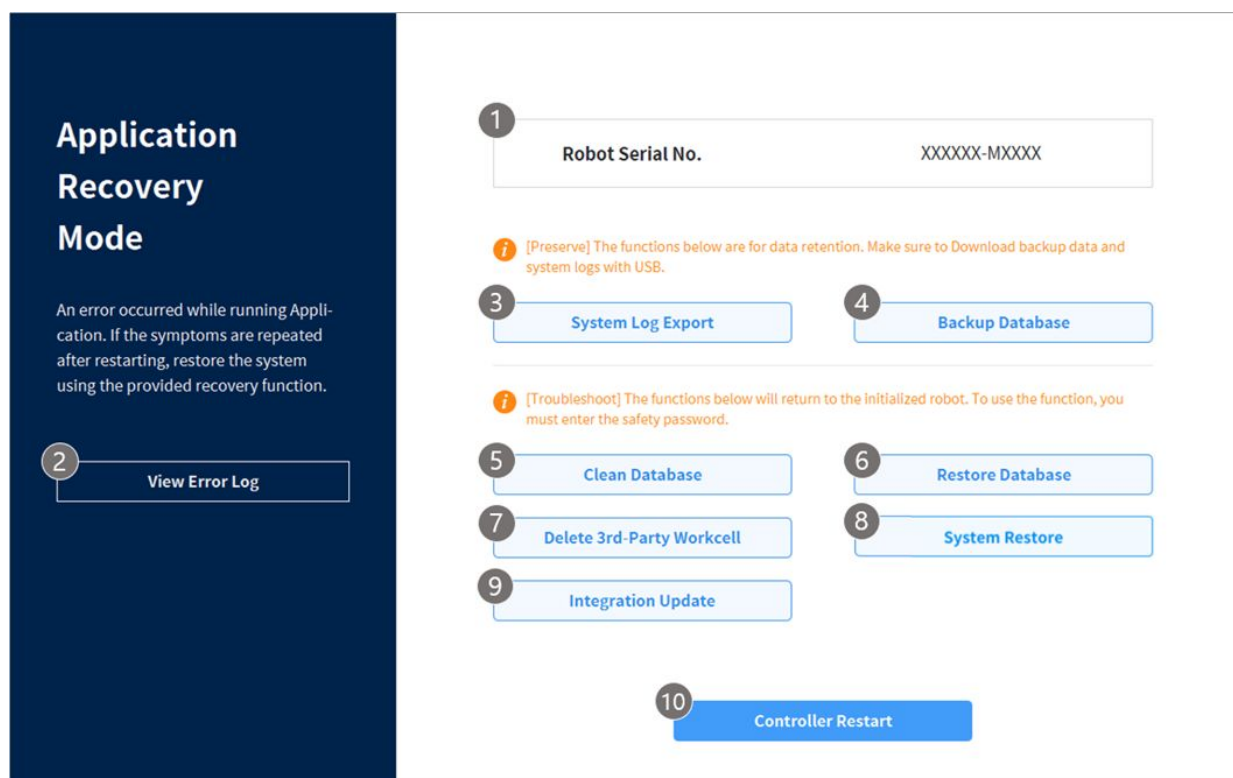 Application
Recovery
Mode
An error occurred while running Appli-
cation. If the symptoms are repeated
after restarting, restore the system
using the provided recovery function.
2
View Error Log
1
Robot Serial No. XXXXXX-MXXXX
i [Preserve] The functions below are for data retention. Make sure to Download backup data and
system logs with USB.
3 4
System Log Export Backup Database
i [Troubleshoot] The functions below will return to the initialized robot. To use the function, you
must enter the safety password.
5 6
Clean Database Restore Database
7 8
Delete 3rd-Party Workcell System Restore
9
Integration Update
10
Controller Restart